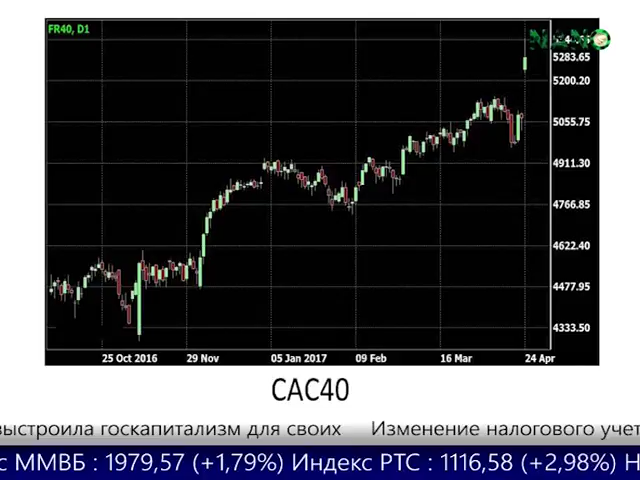 FR40, D1
NANO
5283.65
5200.20
5055.75
4911.30
4766.85
4622.40
4477.95
4333.50
25 Oct 2016 29 Nov 05 Jan 2017 09 Feb 16 Mar 24 Apr
CAC40
выстроила госкапитализм для своих Изменение налогового учет
с ММВБ : 1979,57 (+1,79%) Индекс РТС : 1116,58 (+2,98%) Н